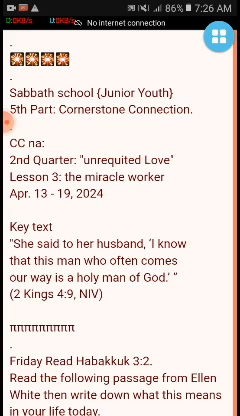 U:0KB/s D:0KB/s 86% 7:26 AM
No internet connection
.
.
Sabbath school {Junior Youth}
5th Part: Cornerstone Connection.
.
CC na:
2nd Quarter: "unrequited Love"
Lesson 3: the miracle worker
Apr. 13 - 19, 2024
Key text
"She said to her husband, ‘I know
that this man who often comes
our way is a holy man of God.’ ”
(2 Kings 4:9, NIV)
πππππππππ
.
Friday Read Habakkuk 3:2.
Read the following passage from Ellen
White then write down what this means
in your life today.